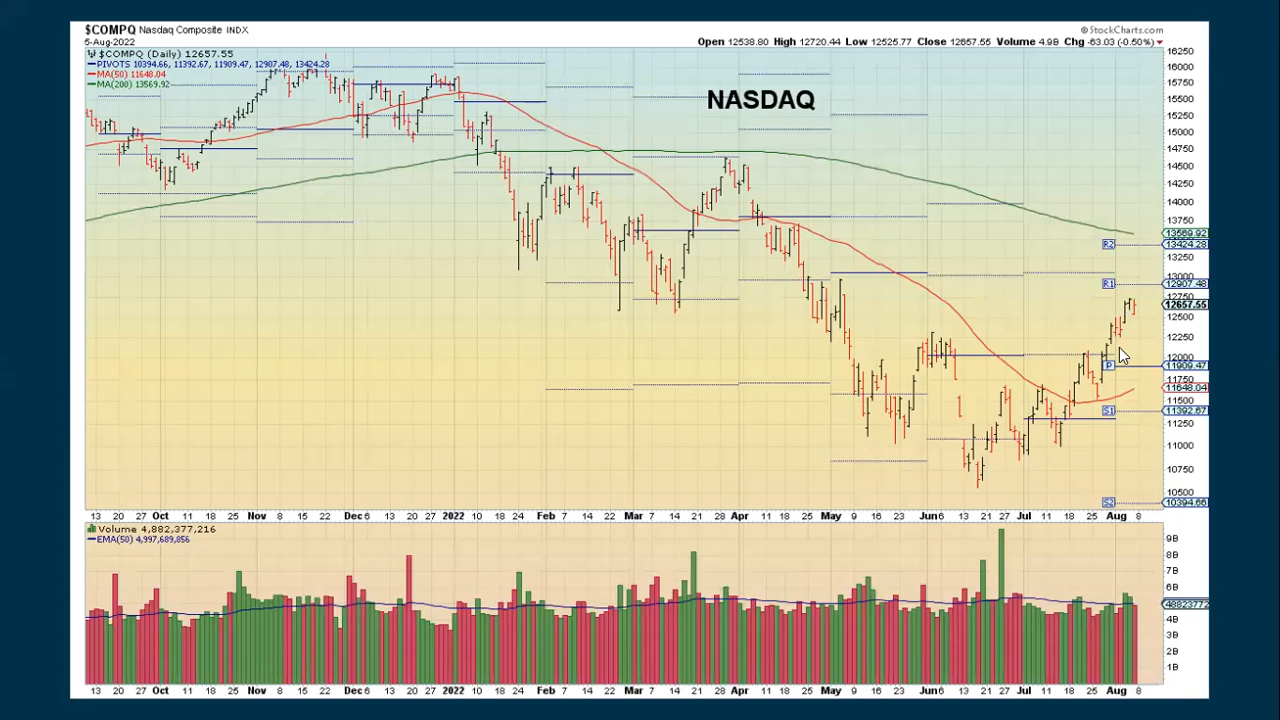 $COMPQ Nasdaq Composite INDX
© StockCharts.com
5-Aug-2022
Open 12538.80 High 12720.44 Low 12525.77 Close 12657.55 Volume 4.9B Chg -63.03 (-0.50%)
$COMPQ (Daily) 12657.55
PIVOTS 10394.66, 11392.67, 11909.47, 12907.48, 13424.28
MA(50) 11648.04
MA(200) 13569.92
NASDAQ
16250
16000
15750
15500
15250
15000
14750
14500
14250
14000
13750
13569.92
R2 13424.28
13250
13000
R1 12907.48
12750
12657.55
12500
12250
12000
P 11909.47
11750
11648.04
11500
S1 11392.67
11250
11000
10750
10500
S2 10394.66
13 20 27 Oct 11 18 25 Nov 8 15 22 Dec 6 13 20 27 2022 10 18 24 Feb 7 14 22 Mar 7 14 21 28 Apr 11 18 25 May 9 16 23 Jun 6 13 21 27 Jul 11 18 25 Aug 8
Volume 4,882,377,216
EMA(50) 4,997,689,856
9B
8B
7B
6B
48823772
4B
3B
2B
1B
13 20 27 Oct 11 18 25 Nov 8 15 22 Dec 6 13 20 27 2022 10 18 24 Feb 7 14 22 Mar 7 14 21 28 Apr 11 18 25 May 9 16 23 Jun 6 13 21 27 Jul 11 18 25 Aug 8